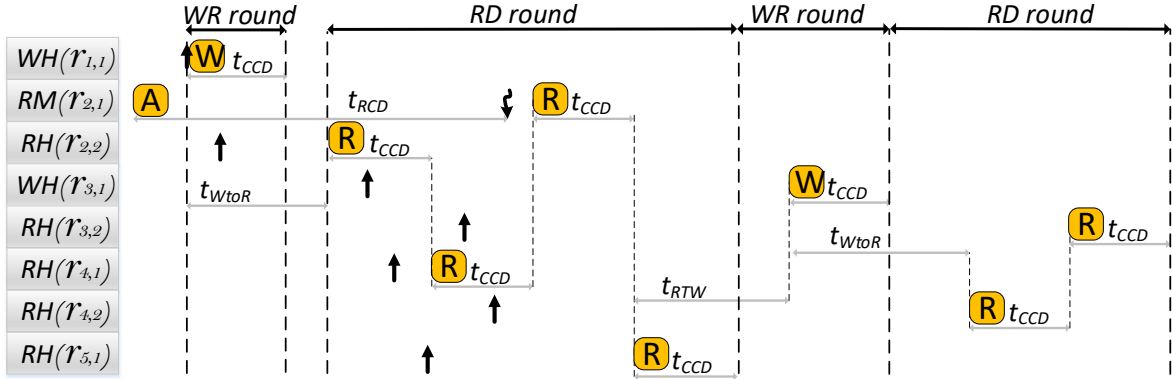 WR round RD round WR round RD round
WH(r1,1) W tCCD
RM(r2,1) A tRCD R tCCD
RH(r2,2) R tCCD
WH(r3,1) tWtoR W tCCD
RH(r3,2) tWtoR R tCCD
RH(r4,1) R tCCD
RH(r4,2) tRTW R tCCD
RH(r5,1) R tCCD